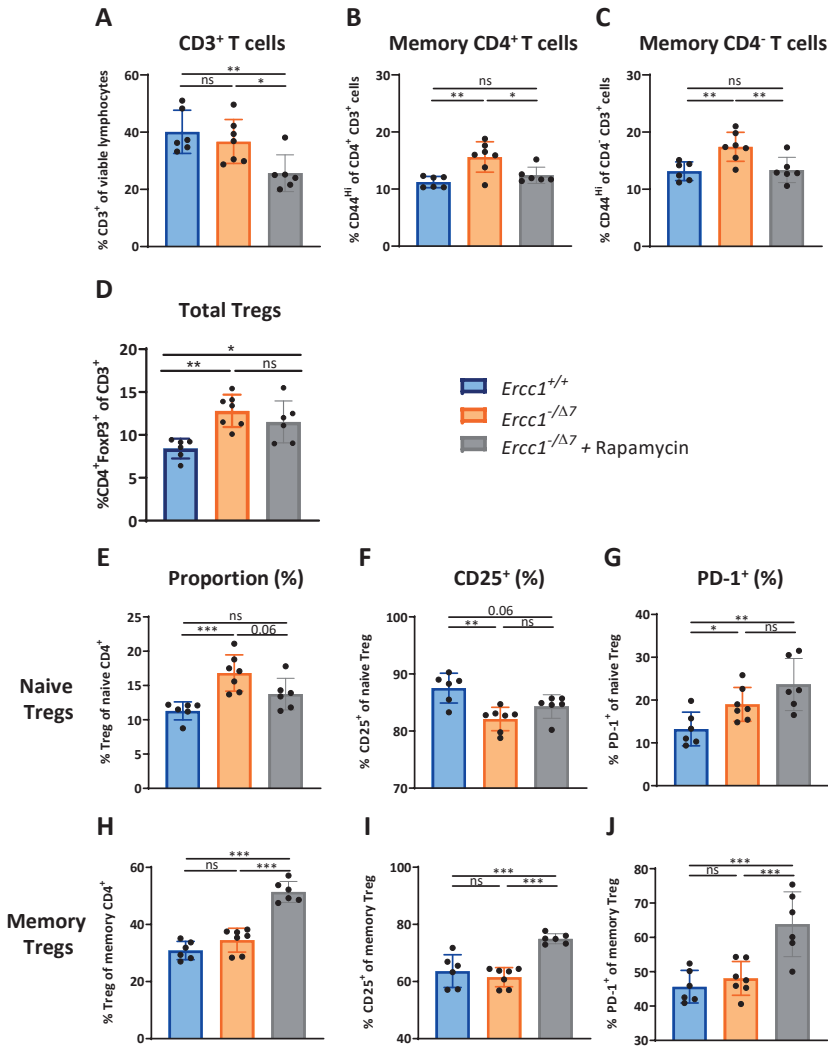 A
CD3⁺ T cells
% CD3⁺ of viable lymphocytes
60
40
20
0
**
ns
*
B
Memory CD4⁺ T cells
% CD44ᴴⁱ of CD4⁺ CD3⁺ cells
30
20
10
0
ns
**
*
C
Memory CD4⁻ T cells
% CD44ᴴⁱ of CD4⁻ CD3⁺ cells
30
20
10
0
ns
**
**
D
Total Tregs
%CD4⁺FoxP3⁺ of CD3⁺
20
15
10
5
0
*
**
ns
Ercc1⁺/⁺
Ercc1⁻/Δ⁷
Ercc1⁻/Δ⁷ + Rapamycin
Naive
Tregs
E
Proportion (%)
% Treg of naive CD4⁺
25
20
15
10
5
0
ns
***
0.06
F
CD25⁺ (%)
% CD25⁺ of naive Treg
100
90
80
70
0.06
**
ns
G
PD-1⁺ (%)
% PD-1⁺ of naive Treg
40
30
20
10
0
**
*
ns
Memory
Tregs
H
% Treg of memory CD4⁺
60
40
20
0
***
ns
***
I
% CD25⁺ of memory Treg
100
80
60
40
***
ns
***
J
% PD-1⁺ of memory Treg
80
70
60
50
40
30
***
ns
***